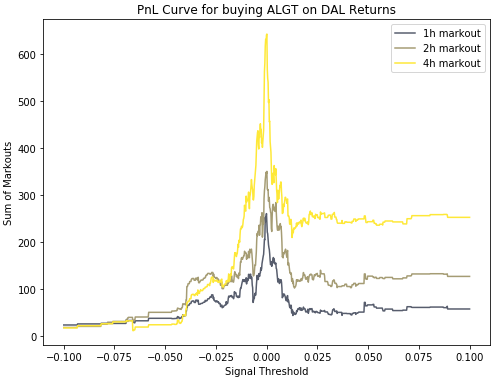 PnL Curve for buying ALGT on DAL Returns
1h markout
2h markout
4h markout
600
500
400
300
200
100
0
Sum of Markouts
−0.100 −0.075 −0.050 −0.025 0.000 0.025 0.050 0.075 0.100
Signal Threshold